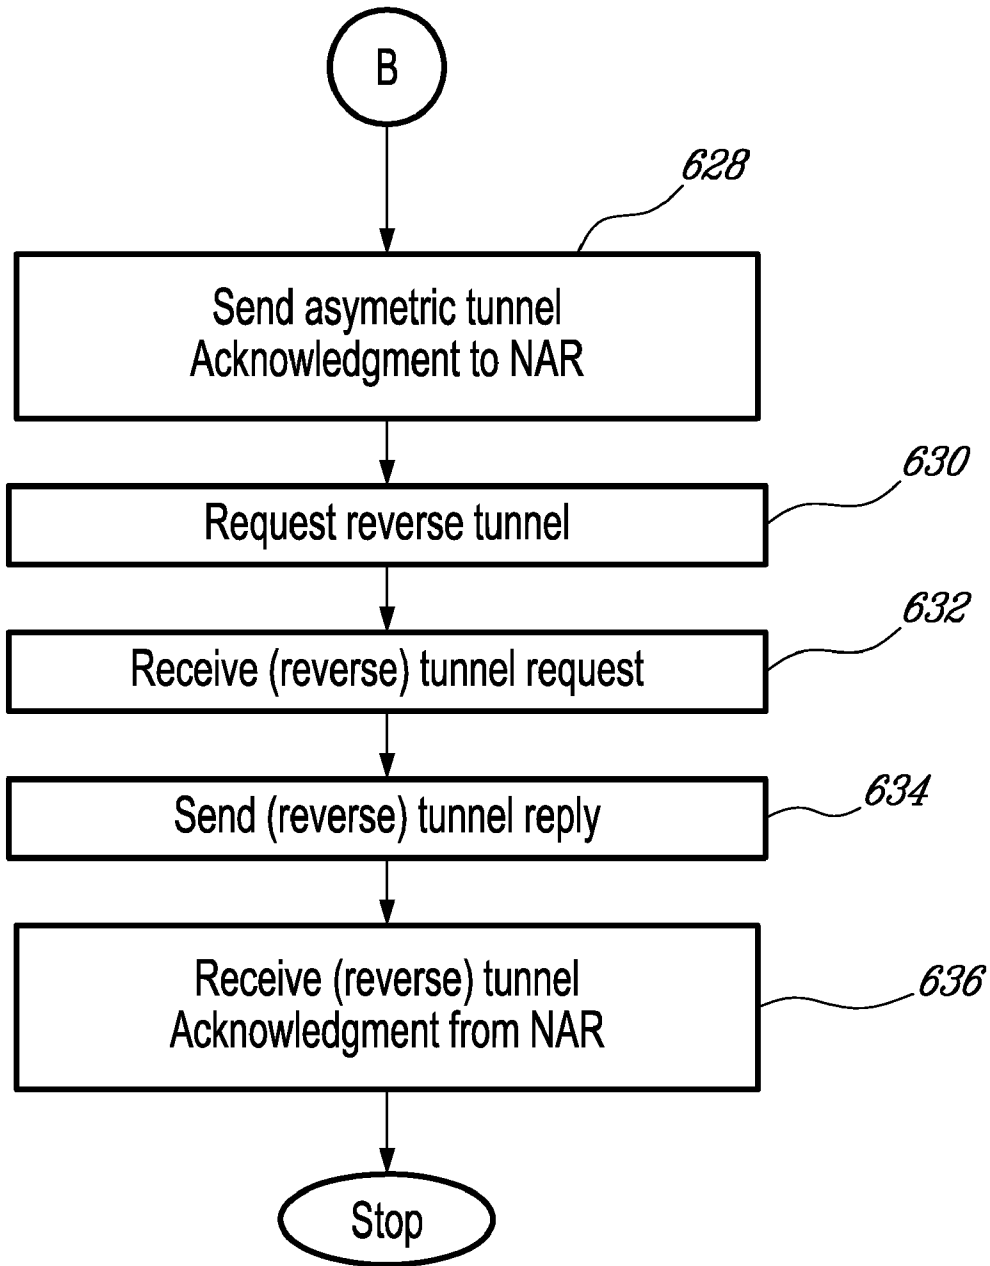 B
628
Send asymetric tunnel
Acknowledgment to NAR
630
Request reverse tunnel
632
Receive (reverse) tunnel request
634
Send (reverse) tunnel reply
636
Receive (reverse) tunnel
Acknowledgment from NAR
Stop